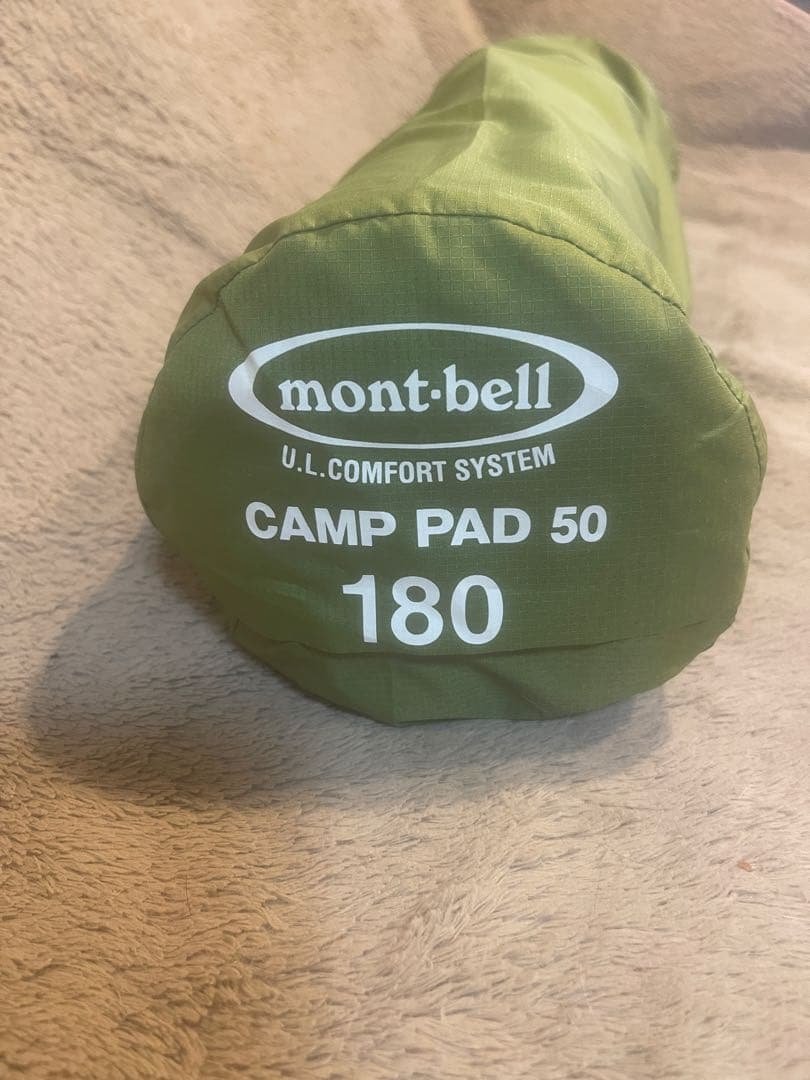 mont·bell
U.L.COMFORT SYSTEM
CAMP PAD 50
180